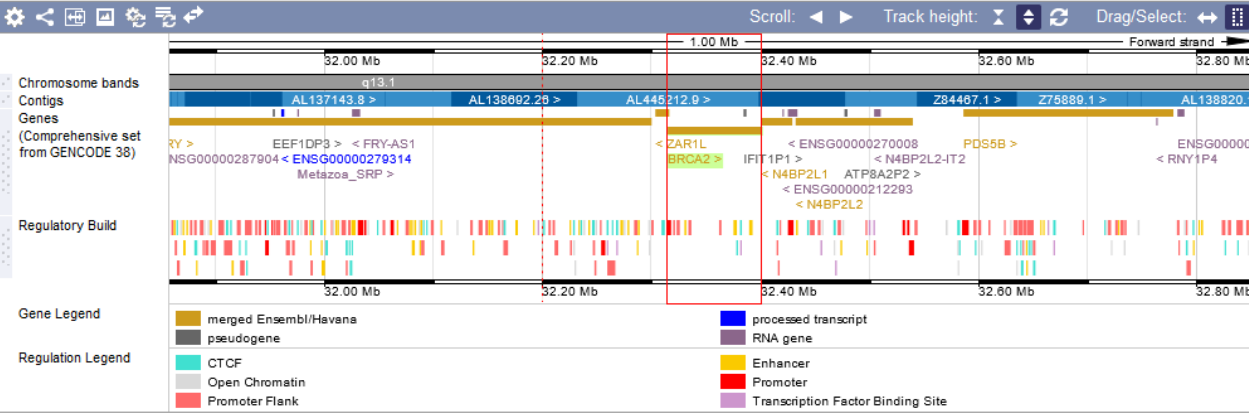 Scroll: Track height: Drag/Select:
1.00 Mb Forward strand
32.00 Mb 32.20 Mb 32.40 Mb 32.60 Mb 32.80 Mb
Chromosome bands q13.1
Contigs AL137143.8 > AL138692.26 > AL445212.9 > Z84467.1 > Z75889.1 > AL138820.
Genes
(Comprehensive set
from GENCODE 38)
RY > EEF1DP3 > < FRY-AS1 < ZAR1L < ENSG00000270008 PDS5B > ENSG0000
NSG00000287904 < ENSG00000279314 BRCA2 > IFIT1P1 > < N4BP2L2-IT2 < RNY1P4
Metazoa_SRP > < N4BP2L1 ATP8A2P2 >
< ENSG00000212293
< N4BP2L2
Regulatory Build
32.00 Mb 32.20 Mb 32.40 Mb 32.60 Mb 32.80 Mb
Gene Legend
merged Ensembl/Havana processed transcript
pseudogene RNA gene
Regulation Legend
CTCF Enhancer
Open Chromatin Promoter
Promoter Flank Transcription Factor Binding Site